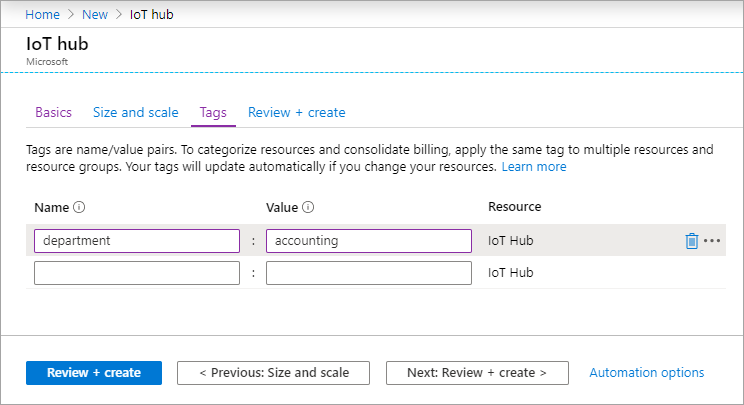 Home > New > IoT hub
IoT hub
Microsoft
Basics Size and scale Tags Review + create
Tags are name/value pairs. To categorize resources and consolidate billing, apply the same tag to multiple resources and
resource groups. Your tags will update automatically if you change your resources. Learn more
Name Value Resource
department : accounting IoT Hub
: IoT Hub
Review + create < Previous: Size and scale Next: Review + create > Automation options